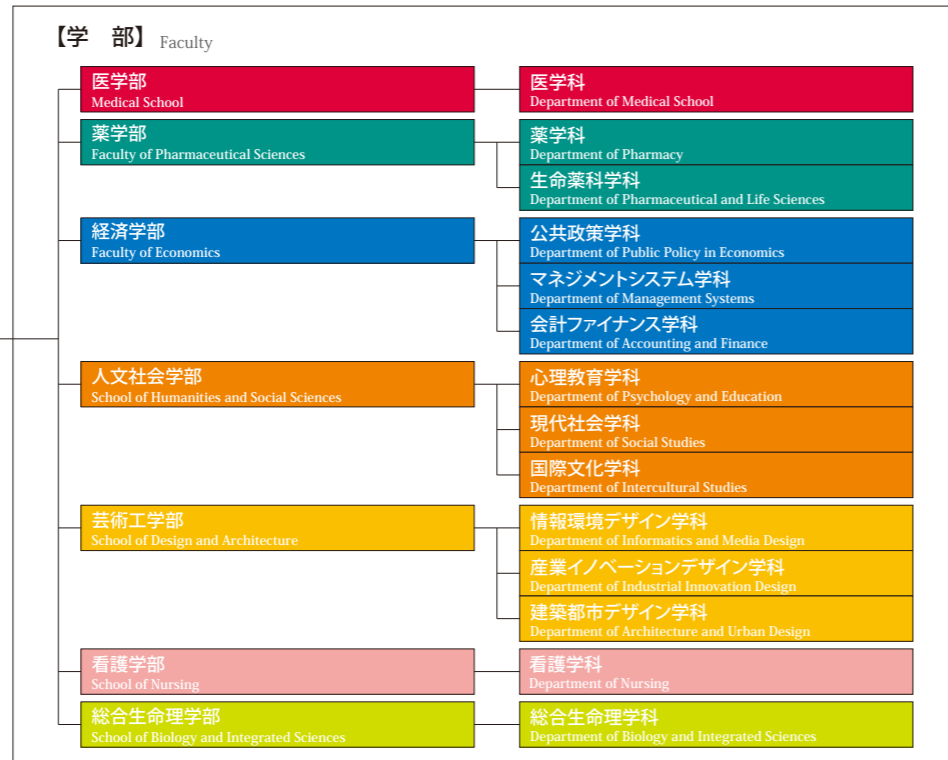 【学　部】 Faculty
医学部
Medical School
医学科
Department of Medical School
薬学部
Faculty of Pharmaceutical Sciences
薬学科
Department of Pharmacy
生命薬科学科
Department of Pharmaceutical and Life Sciences
経済学部
Faculty of Economics
公共政策学科
Department of Public Policy in Economics
マネジメントシステム学科
Department of Management Systems
会計ファイナンス学科
Department of Accounting and Finance
人文社会学部
School of Humanities and Social Sciences
心理教育学科
Department of Psychology and Education
現代社会学科
Department of Social Studies
国際文化学科
Department of Intercultural Studies
芸術工学部
School of Design and Architecture
情報環境デザイン学科
Department of Informatics and Media Design
産業イノベーションデザイン学科
Department of Industrial Innovation Design
建築都市デザイン学科
Department of Architecture and Urban Design
看護学部
School of Nursing
看護学科
Department of Nursing
総合生命理学部
School of Biology and Integrated Sciences
総合生命理学科
Department of Biology and Integrated Sciences